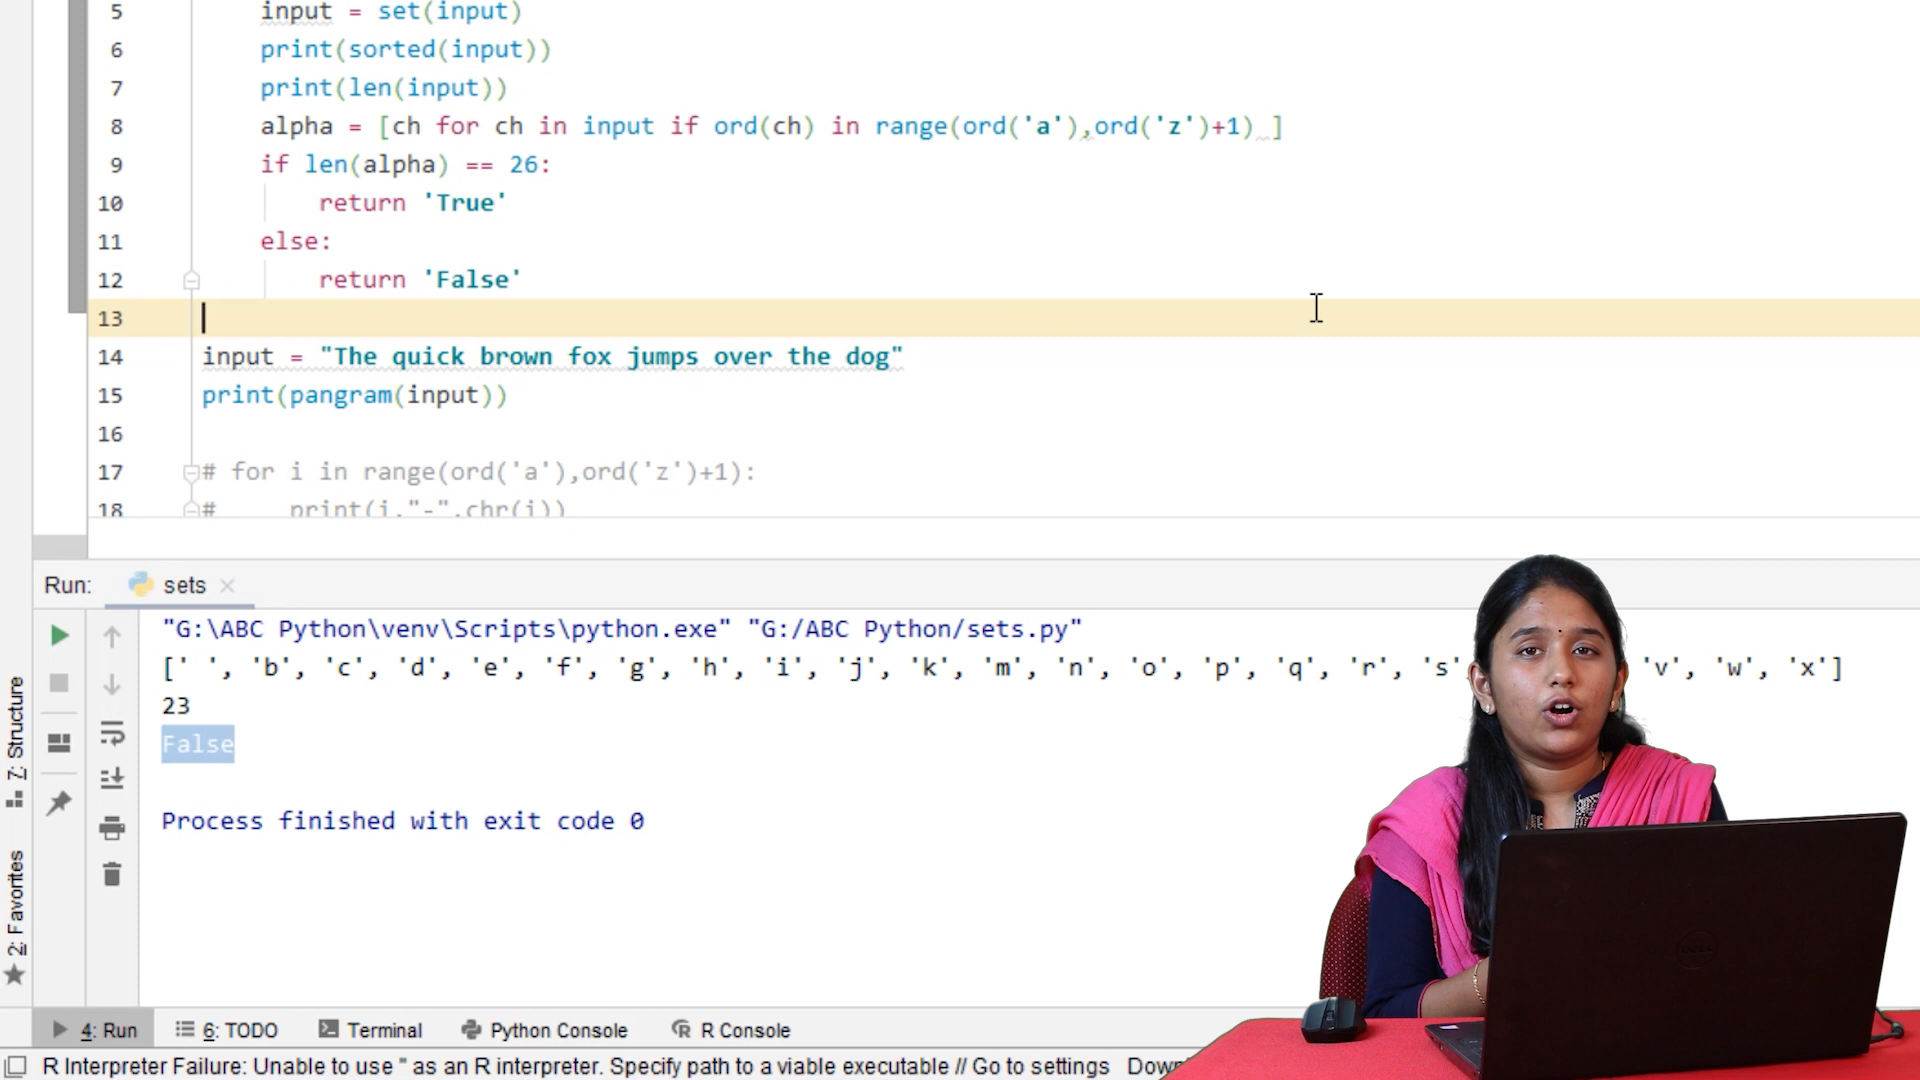 5 input = set(input)
6 print(sorted(input))
7 print(len(input))
8 alpha = [ch for ch in input if ord(ch) in range(ord('a'),ord('z')+1) ]
9 if len(alpha) == 26:
10 return 'True'
11 else:
12 return 'False'
13
14 input = "The quick brown fox jumps over the dog"
15 print(pangram(input))
16
17 # for i in range(ord('a'),ord('z')+1):
18 # print(i,"-",chr(i))
Run: sets
"G:\ABC Python\venv\Scripts\python.exe" "G:/ABC Python/sets.py"
[' ', 'b', 'c', 'd', 'e', 'f', 'g', 'h', 'i', 'j', 'k', 'm', 'n', 'o', 'p', 'q', 'r', 's' 'v', 'w', 'x']
23
False
Process finished with exit code 0
7: Structure
2: Favorites
4: Run 6: TODO Terminal Python Console R Console
R Interpreter Failure: Unable to use '' as an R interpreter. Specify path to a viable executable // Go to settings Down
DELL